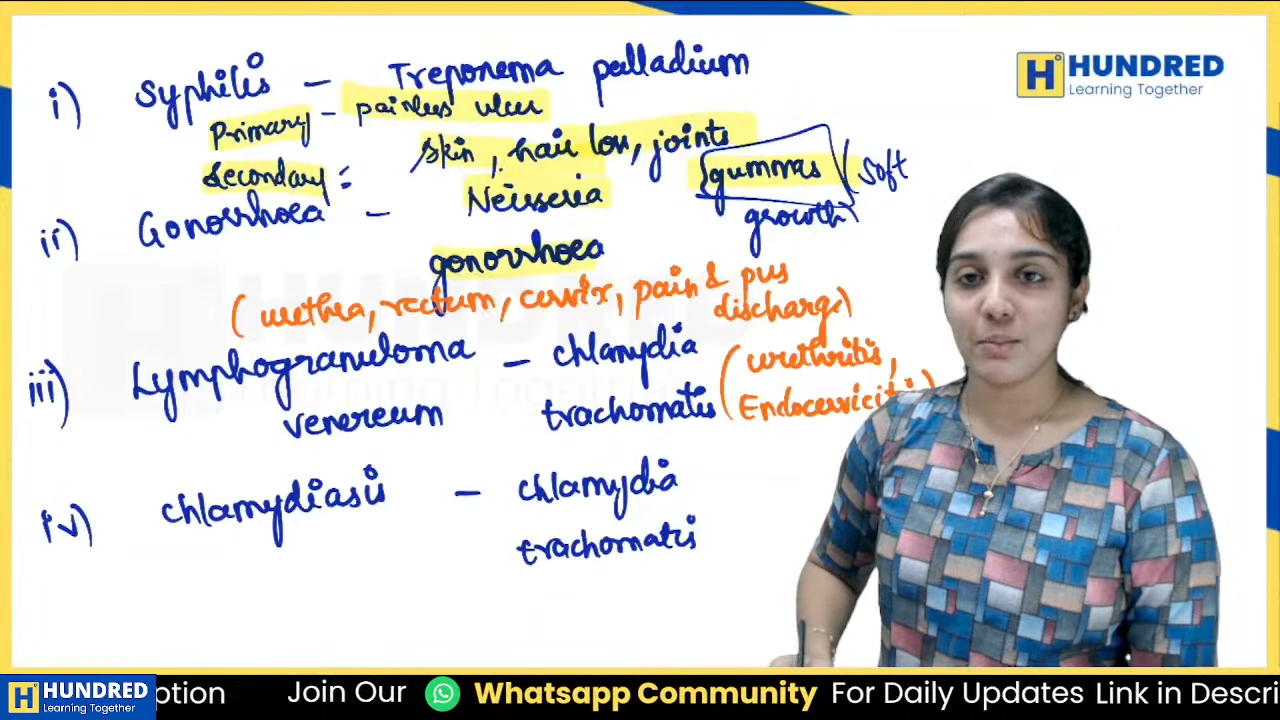 HUNDRED
Learning Together
i) Syphilis - Treponema palladium
Primary - painless ulcer
Secondary : skin, hair loss, joints
gummas (soft growth)
ii) Gonorrhoea - Neisseria
gonorrhoea
(urethra, rectum, cervix, pain & pus
discharge)
iii) Lymphogranuloma - chlamydia (urethritis,
venereum trachomatis Endocervicitis)
iv) chlamydiasis - chlamydia
trachomatis
HUNDRED
Learning Together
ption Join Our Whatsapp Community For Daily Updates Link in Descri